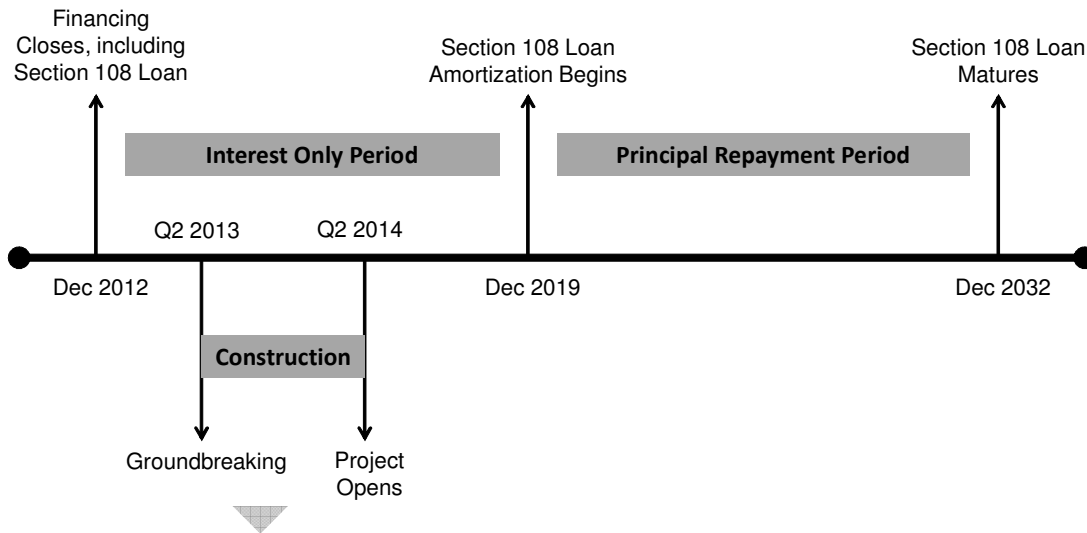 Financing
Closes, including
Section 108 Loan
Section 108 Loan
Amortization Begins
Section 108 Loan
Matures
Interest Only Period
Principal Repayment Period
Q2 2013
Q2 2014
Dec 2012
Dec 2019
Dec 2032
Construction
Groundbreaking
Project
Opens